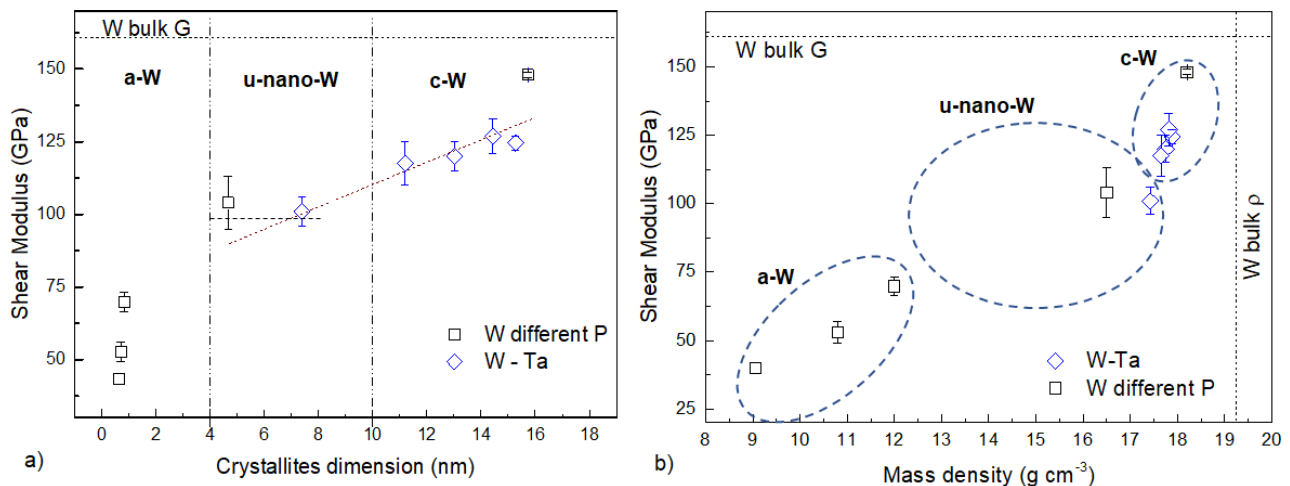 W bulk G
a-W
u-nano-W
c-W
150
125
100
75
50
Shear Modulus (GPa)
W different P
W - Ta
0 2 4 6 8 10 12 14 16 18
a)
Crystallites dimension (nm)
W bulk G
c-W
u-nano-W
a-W
150
125
100
75
50
25
Shear Modulus (GPa)
W bulk ρ
W-Ta
W different P
8 9 10 11 12 13 14 15 16 17 18 19 20
b)
Mass density (g cm⁻³)